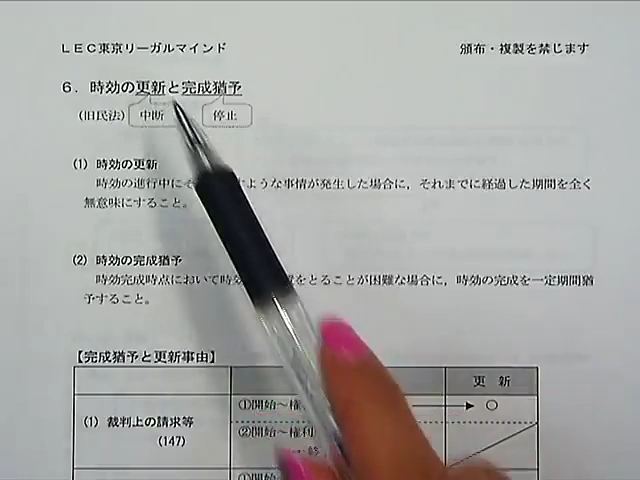 LEC東京リーガルマインド 頒布・複製を禁じます
6．時効の更新と完成猶予
(旧民法) 中断 停止
(1) 時効の更新
時効の進行中にそ すような事情が発生した場合に，それまでに経過した期間を全く
無意味にすること。
(2) 時効の完成猶予
時効完成時点において時効 置をとることが困難な場合に，時効の完成を一定期間猶
予すること。
【完成猶予と更新事由】
更 新
(1) 裁判上の請求等
(147)
①開始～権 ○
②開始～権利